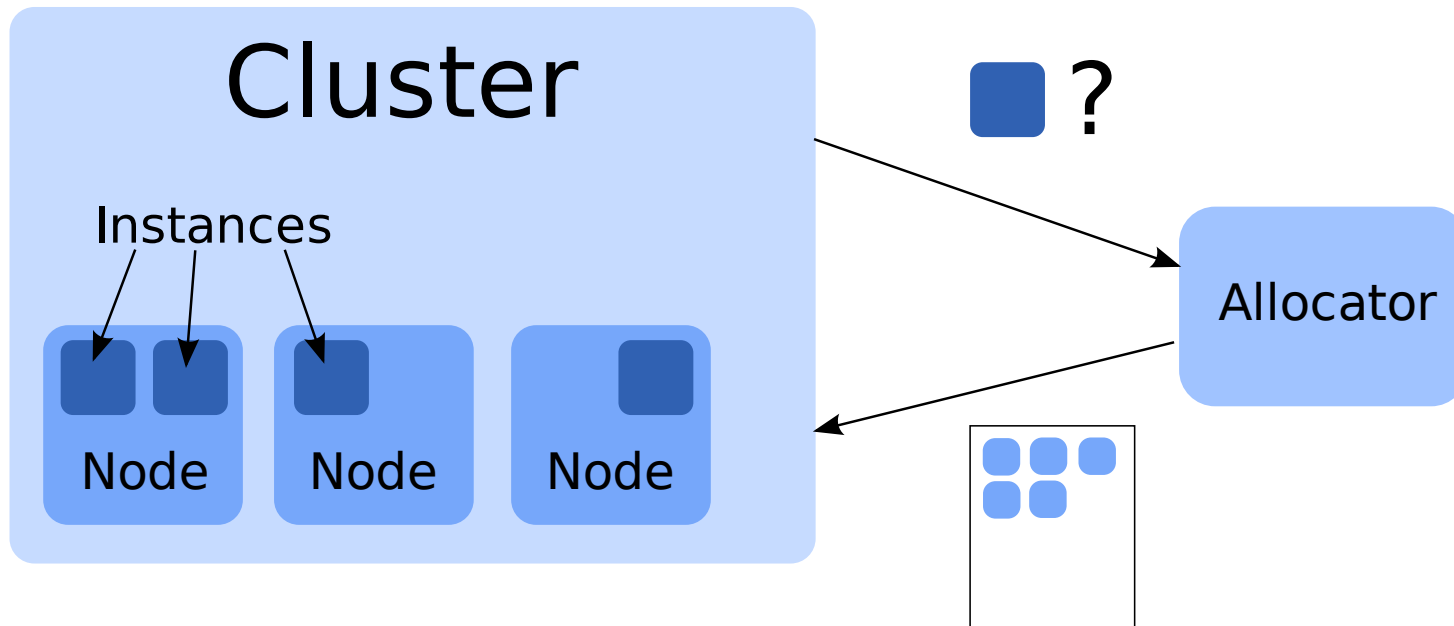 Cluster
?
Instances
Allocator
Node
Node
Node